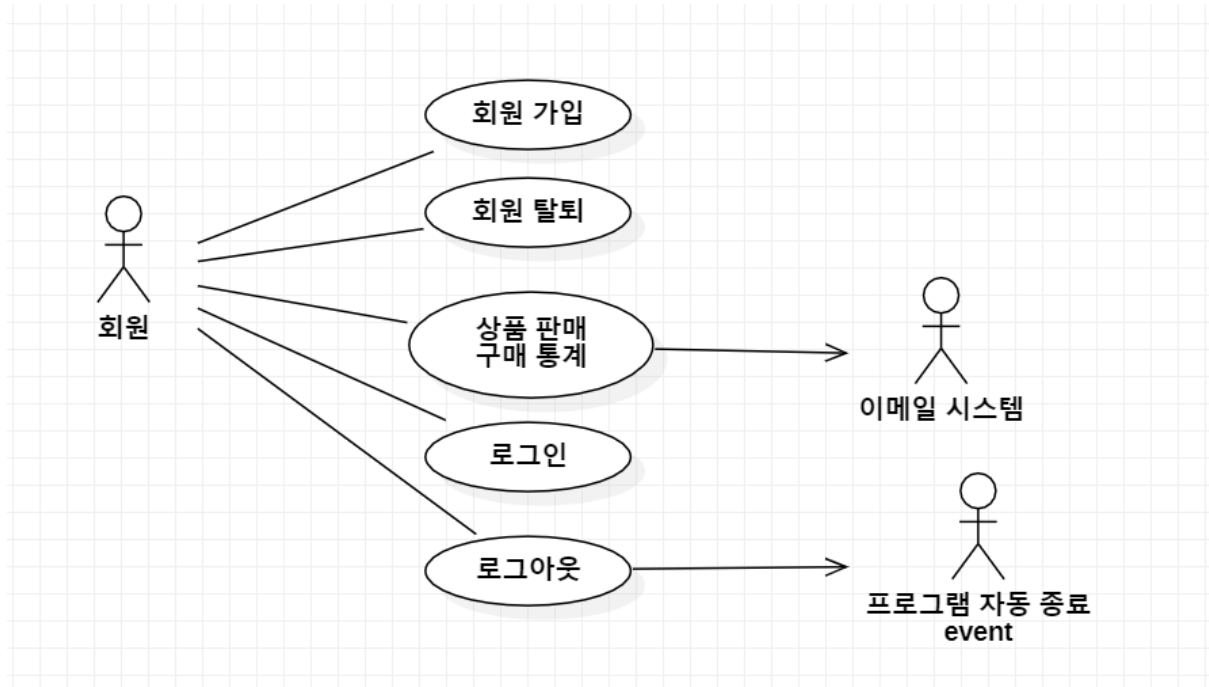 회원 가입
회원 탈퇴
회원
상품 판매
구매 통계
이메일 시스템
로그인
로그아웃
프로그램 자동 종료
event